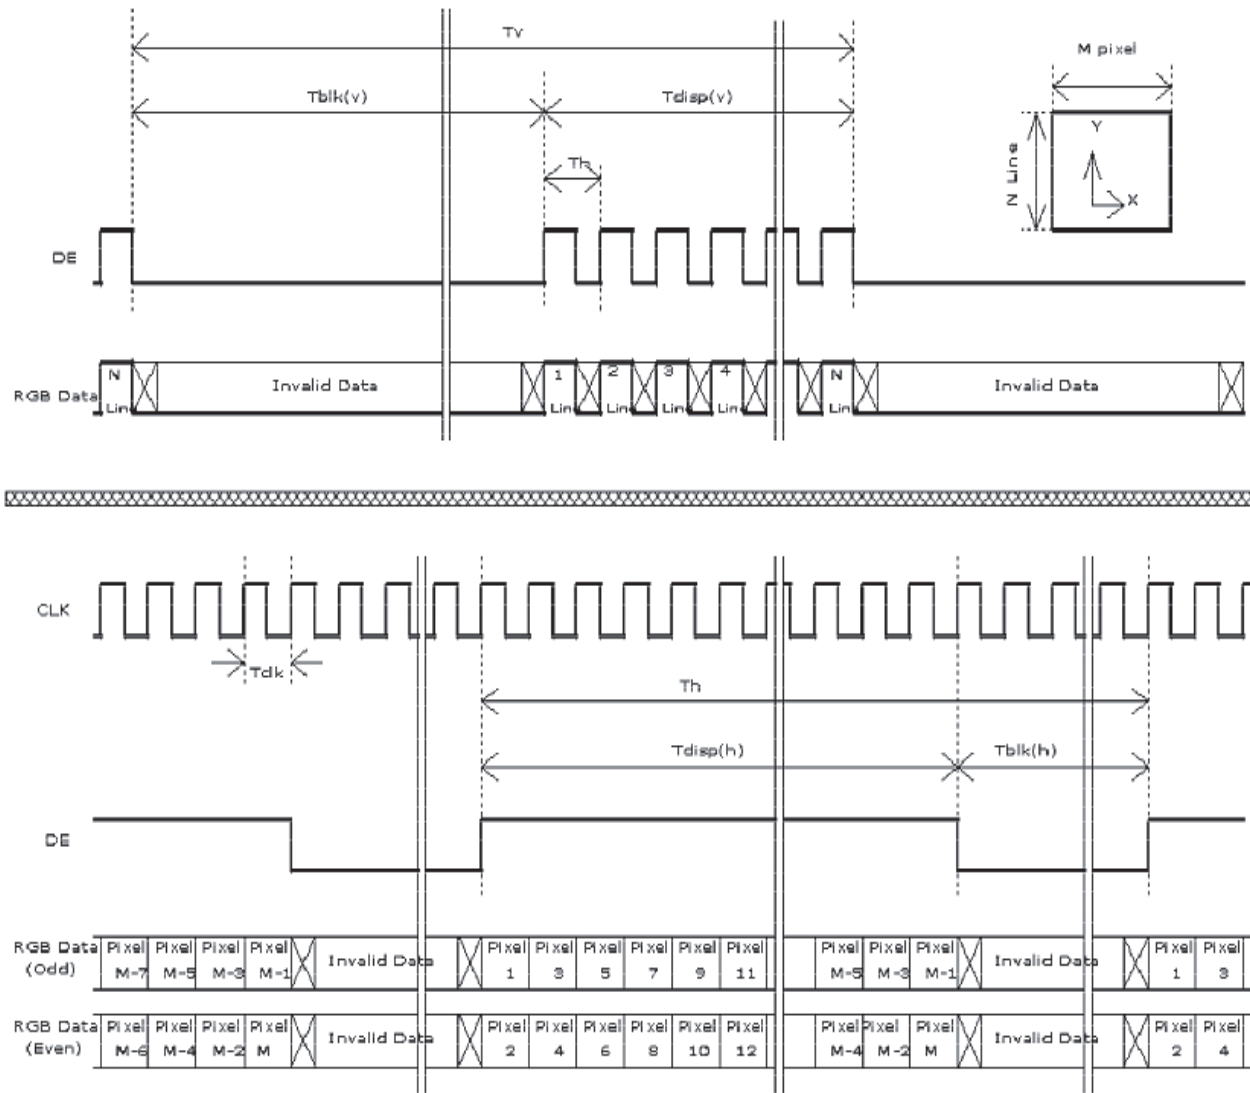 Tv
M pixel
Tblk(v) Tdisp(v)
Th
N Line
Y
X
DE
RGB Data
N Line
Invalid Data
1 Line
2 Line
3 Line
4 Line
N Line
Invalid Data
CLK
Tclk
Th
Tdisp(h) Tblk(h)
DE
RGB Data (Odd)
Pixel M-7 Pixel M-5 Pixel M-3 Pixel M-1 Invalid Data Pixel 1 Pixel 3 Pixel 5 Pixel 7 Pixel 9 Pixel 11 Pixel M-5 Pixel M-3 Pixel M-1 Invalid Data Pixel 1 Pixel 3
RGB Data (Even)
Pixel M-6 Pixel M-4 Pixel M-2 Pixel M Invalid Data Pixel 2 Pixel 4 Pixel 6 Pixel 8 Pixel 10 Pixel 12 Pixel M-4 Pixel M-2 Pixel M Invalid Data Pixel 2 Pixel 4